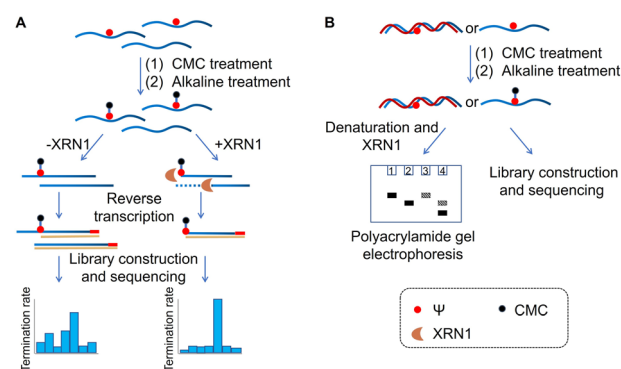 A
(1) CMC treatment
(2) Alkaline treatment
-XRN1
+XRN1
Reverse
transcription
Library construction
and sequencing
Termination rate
Termination rate
B
or
(1) CMC treatment
(2) Alkaline treatment
or
Denaturation and
XRN1
1 2 3 4
Polyacrylamide gel
electrophoresis
Library construction
and sequencing
Ψ
CMC
XRN1